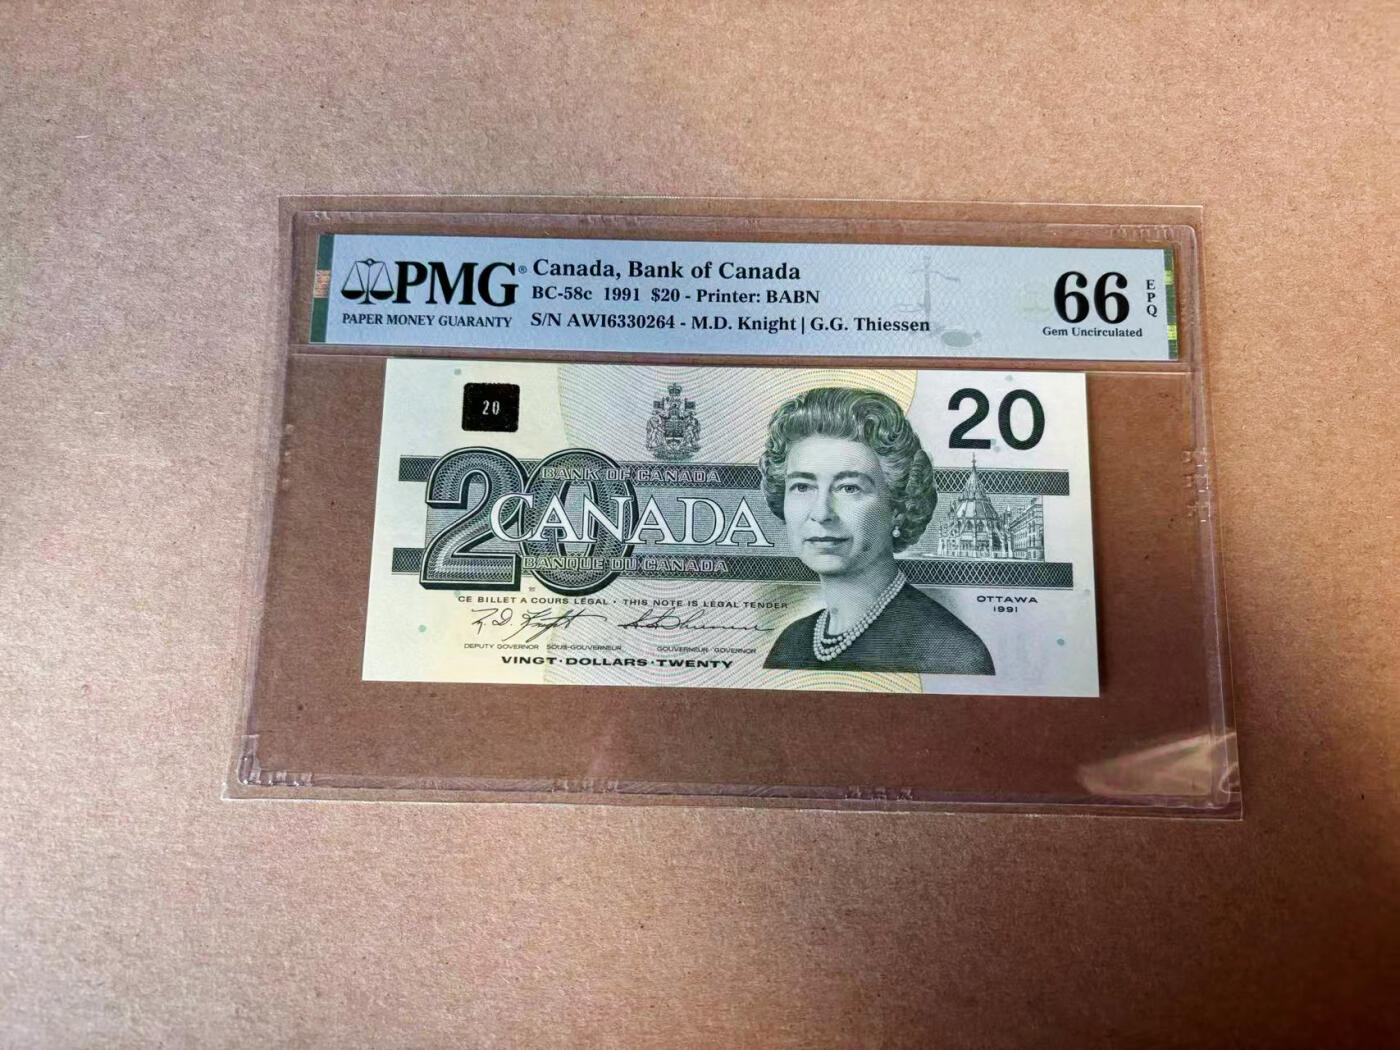 PMG®
PAPER MONEY GUARANTY
Canada, Bank of Canada
BC-58c 1991 $20 - Printer: BABN
S/N AWI6330264 - M.D. Knight | G.G. Thiessen
66
EPQ
Gem Uncirculated
20
20
20
BANK OF CANADA
CANADA
BANQUE DU CANADA
CE BILLET A COURS LÉGAL • THIS NOTE IS LEGAL TENDER
OTTAWA
1991
DEPUTY GOVERNOR SOUS-GOUVERNEUR
GOUVERNEUR GOVERNOR
VINGT·DOLLARS·TWENTY